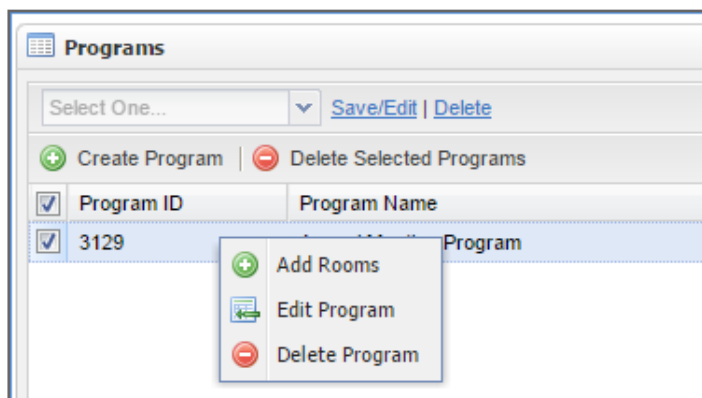 Programs
Select One... Save/Edit | Delete
Create Program | Delete Selected Programs
Program ID Program Name
3129 Program
Add Rooms
Edit Program
Delete Program